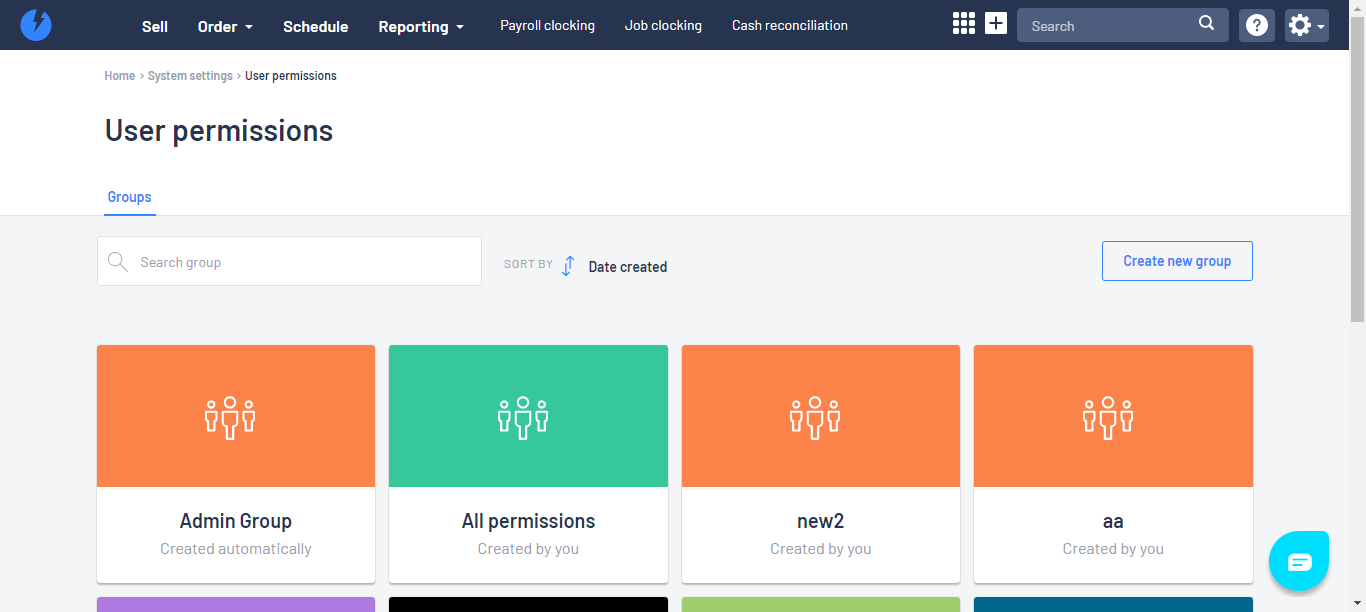 Sell Order Schedule Reporting Payroll clocking Job clocking Cash reconciliation Search ?
Home › System settings › User permissions
User permissions
Groups
Search group SORT BY Date created Create new group
Admin Group All permissions new2 aa
Created automatically Created by you Created by you Created by you